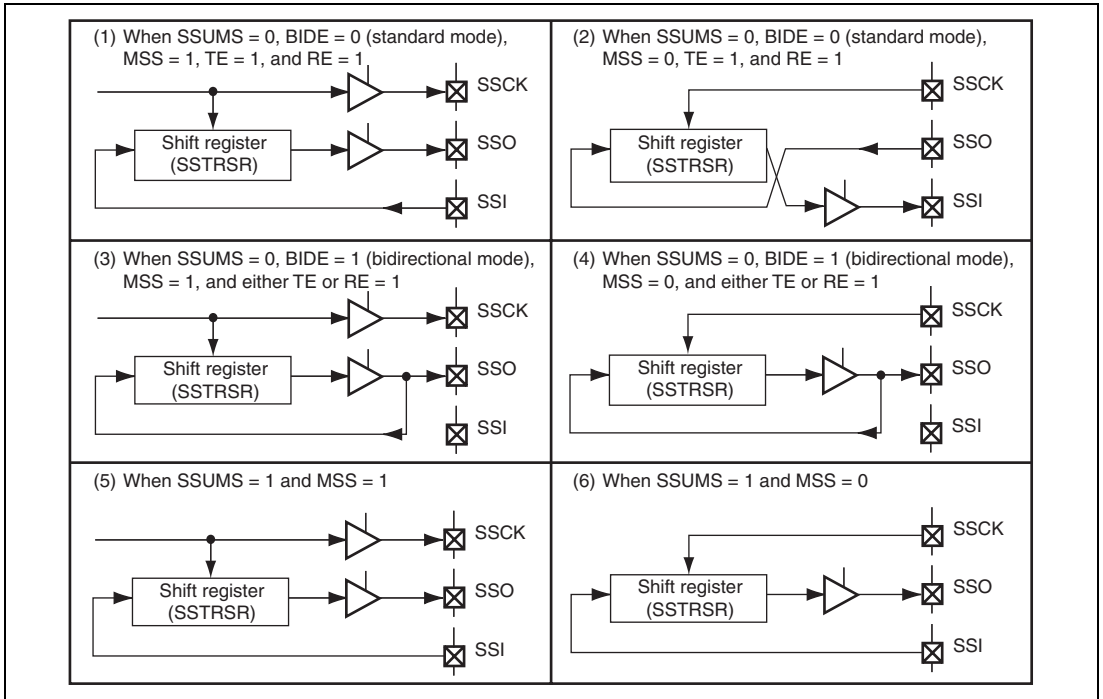 (1) When SSUMS = 0, BIDE = 0 (standard mode),
MSS = 1, TE = 1, and RE = 1
SSCK
Shift register
(SSTRSR)
SSO
SSI
(2) When SSUMS = 0, BIDE = 0 (standard mode),
MSS = 0, TE = 1, and RE = 1
SSCK
Shift register
(SSTRSR)
SSO
SSI
(3) When SSUMS = 0, BIDE = 1 (bidirectional mode),
MSS = 1, and either TE or RE = 1
SSCK
Shift register
(SSTRSR)
SSO
SSI
(4) When SSUMS = 0, BIDE = 1 (bidirectional mode),
MSS = 0, and either TE or RE = 1
SSCK
Shift register
(SSTRSR)
SSO
SSI
(5) When SSUMS = 1 and MSS = 1
SSCK
Shift register
(SSTRSR)
SSO
SSI
(6) When SSUMS = 1 and MSS = 0
SSCK
Shift register
(SSTRSR)
SSO
SSI